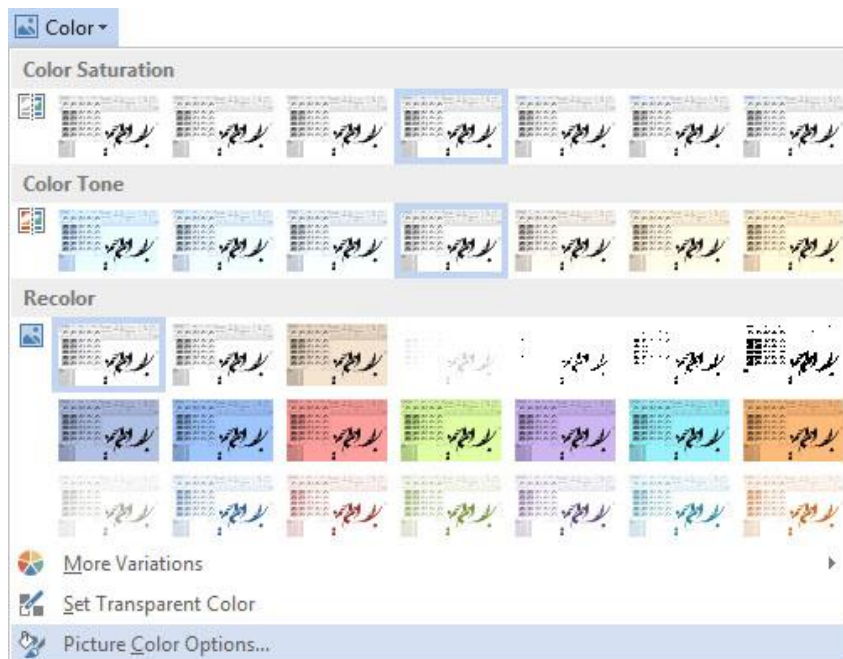 Color
Color Saturation
Color Tone
Recolor
More Variations
Set Transparent Color
Picture Color Options...